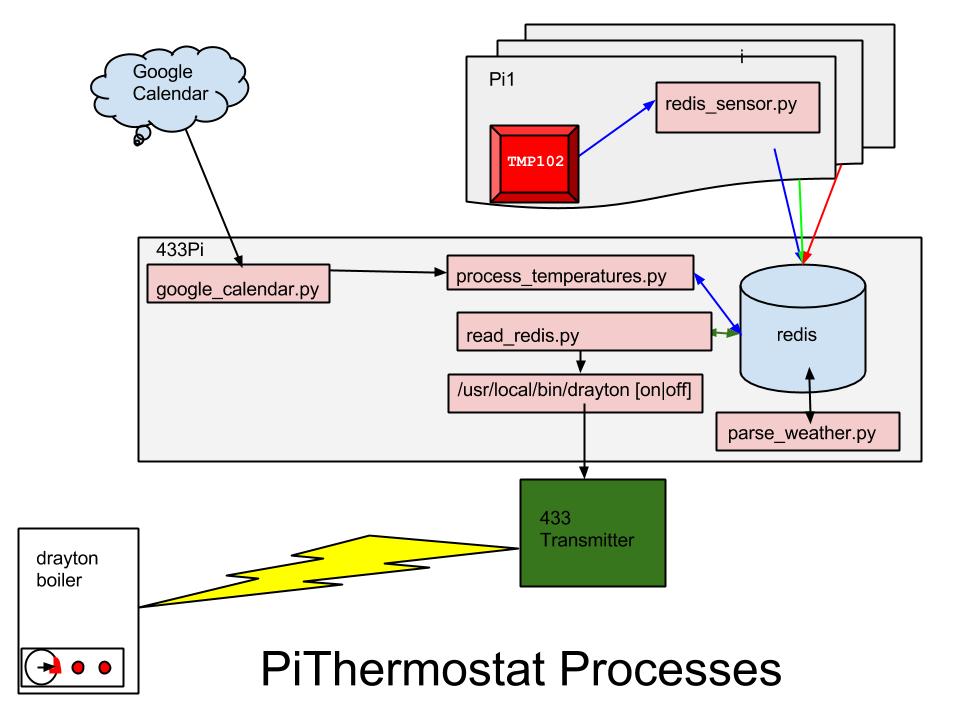 Google
Calendar
i
Pi1
redis_sensor.py
TMP102
433Pi
google_calendar.py
process_temperatures.py
read_redis.py
redis
/usr/local/bin/drayton [on|off]
parse_weather.py
433
Transmitter
drayton
boiler
PiThermostat Processes